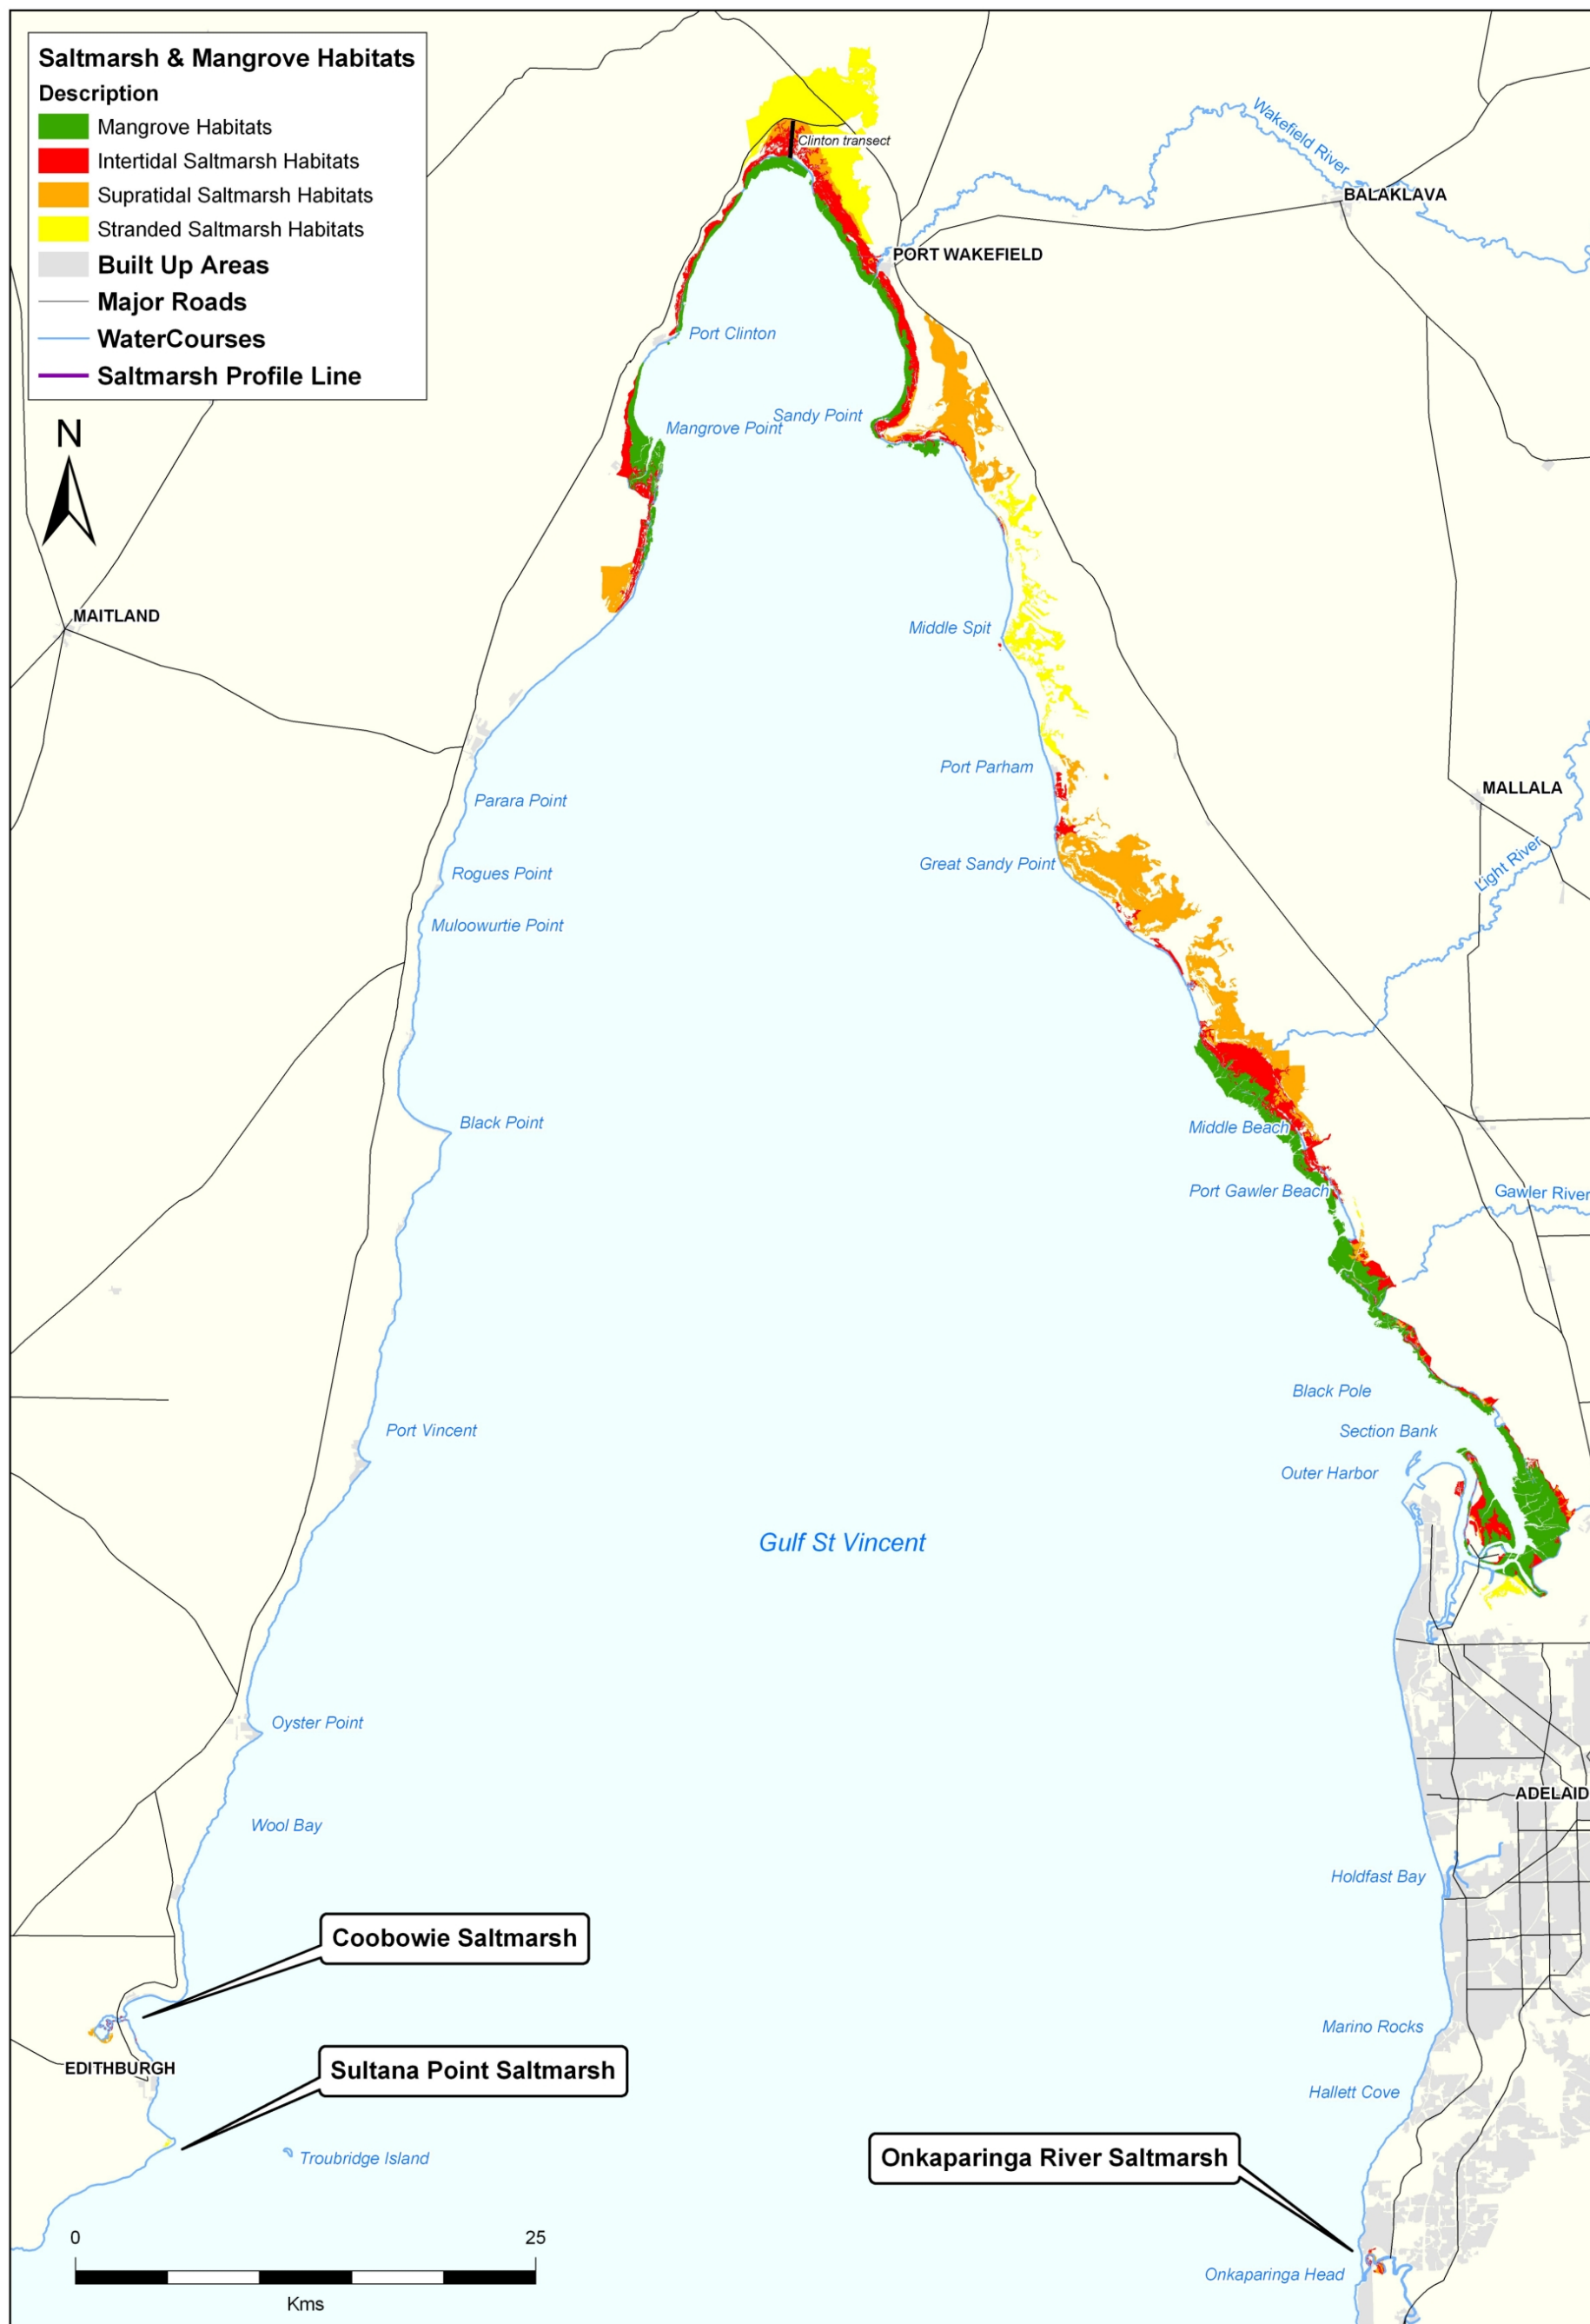 Saltmarsh & Mangrove Habitats
Description
Mangrove Habitats
Intertidal Saltmarsh Habitats
Supratidal Saltmarsh Habitats
Stranded Saltmarsh Habitats
Built Up Areas
Major Roads
WaterCourses
Saltmarsh Profile Line
N
Clinton transect
Wakefield River
BALAKLAVA
PORT WAKEFIELD
Port Clinton
Sandy Point
Mangrove Point
MAITLAND
Middle Spit
Port Parham
MALLALA
Parara Point
Great Sandy Point
Light River
Rogues Point
Muloowurtie Point
Black Point
Middle Beach
Port Gawler Beach
Gawler River
Black Pole
Port Vincent
Section Bank
Outer Harbor
Gulf St Vincent
Oyster Point
ADELAID
Wool Bay
Holdfast Bay
Coobowie Saltmarsh
Marino Rocks
EDITHBURGH
Sultana Point Saltmarsh
Hallett Cove
Troubridge Island
Onkaparinga River Saltmarsh
0 25
Onkaparinga Head
Kms